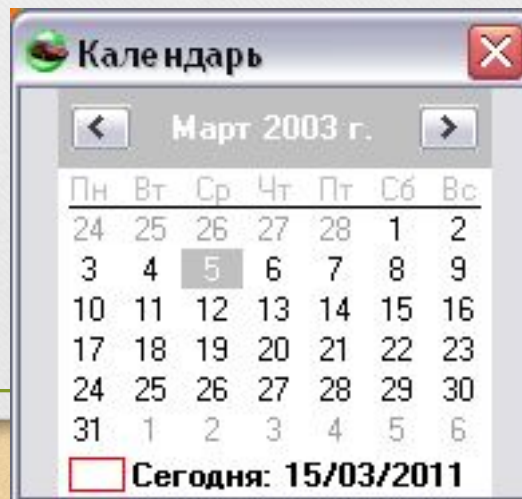 Календарь
Март 2003 г.
Пн Вт Ср Чт Пт Сб Вс
24 25 26 27 28 1 2
3 4 5 6 7 8 9
10 11 12 13 14 15 16
17 18 19 20 21 22 23
24 25 26 27 28 29 30
31 1 2 3 4 5 6
Сегодня: 15/03/2011